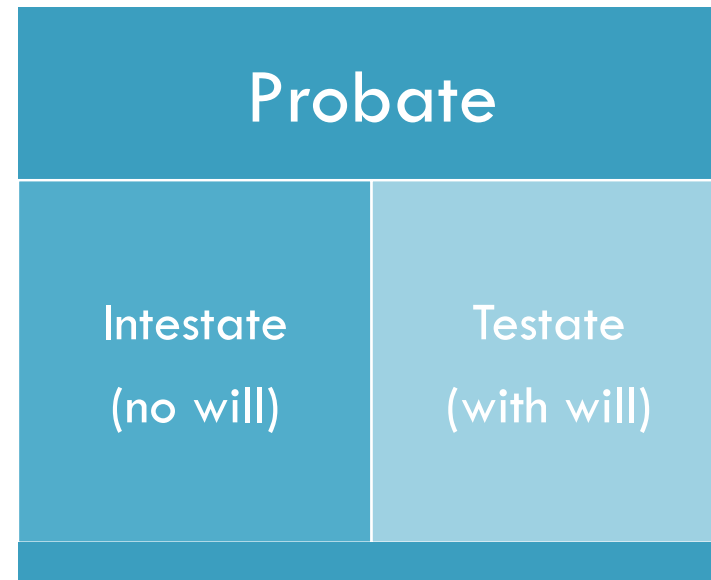 Probate
Intestate
(no will)
Testate
(with will)